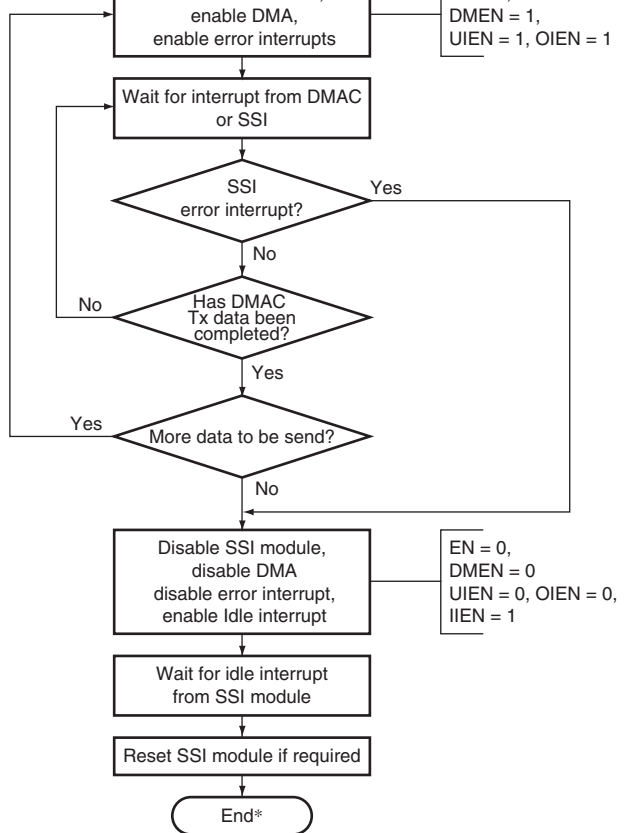 enable DMA,
enable error interrupts
DMEN = 1,
UIEN = 1, OIEN = 1
Wait for interrupt from DMAC
or SSI
SSI
error interrupt?
Yes
No
Has DMAC
Tx data been
completed?
No
Yes
More data to be send?
Yes
No
Disable SSI module,
disable DMA
disable error interrupt,
enable Idle interrupt
EN = 0,
DMEN = 0
UIEN = 0, OIEN = 0,
IIEN = 1
Wait for idle interrupt
from SSI module
Reset SSI module if required
End*